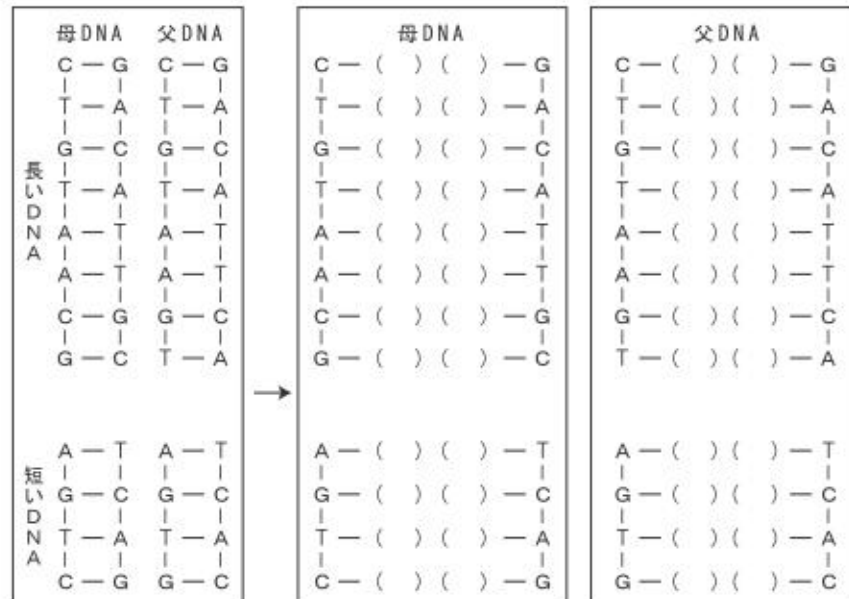 母DNA 父DNA 母DNA 父DNA
C — G C — G C — ( ) ( ) — G C — ( ) ( ) — G
T — A T — A T — ( ) ( ) — A T — ( ) ( ) — A
G — C G — C G — ( ) ( ) — C G — ( ) ( ) — C
T — A T — A T — ( ) ( ) — A T — ( ) ( ) — A
A — T A — T A — ( ) ( ) — T A — ( ) ( ) — T
A — T A — T A — ( ) ( ) — T A — ( ) ( ) — T
C — G G — C C — ( ) ( ) — G G — ( ) ( ) — C
G — C T — A G — ( ) ( ) — C T — ( ) ( ) — A
長いDNA
→
A — T A — T A — ( ) ( ) — T A — ( ) ( ) — T
G — C G — C G — ( ) ( ) — C G — ( ) ( ) — C
T — A T — A T — ( ) ( ) — A T — ( ) ( ) — A
C — G G — C C — ( ) ( ) — G G — ( ) ( ) — C
短いDNA